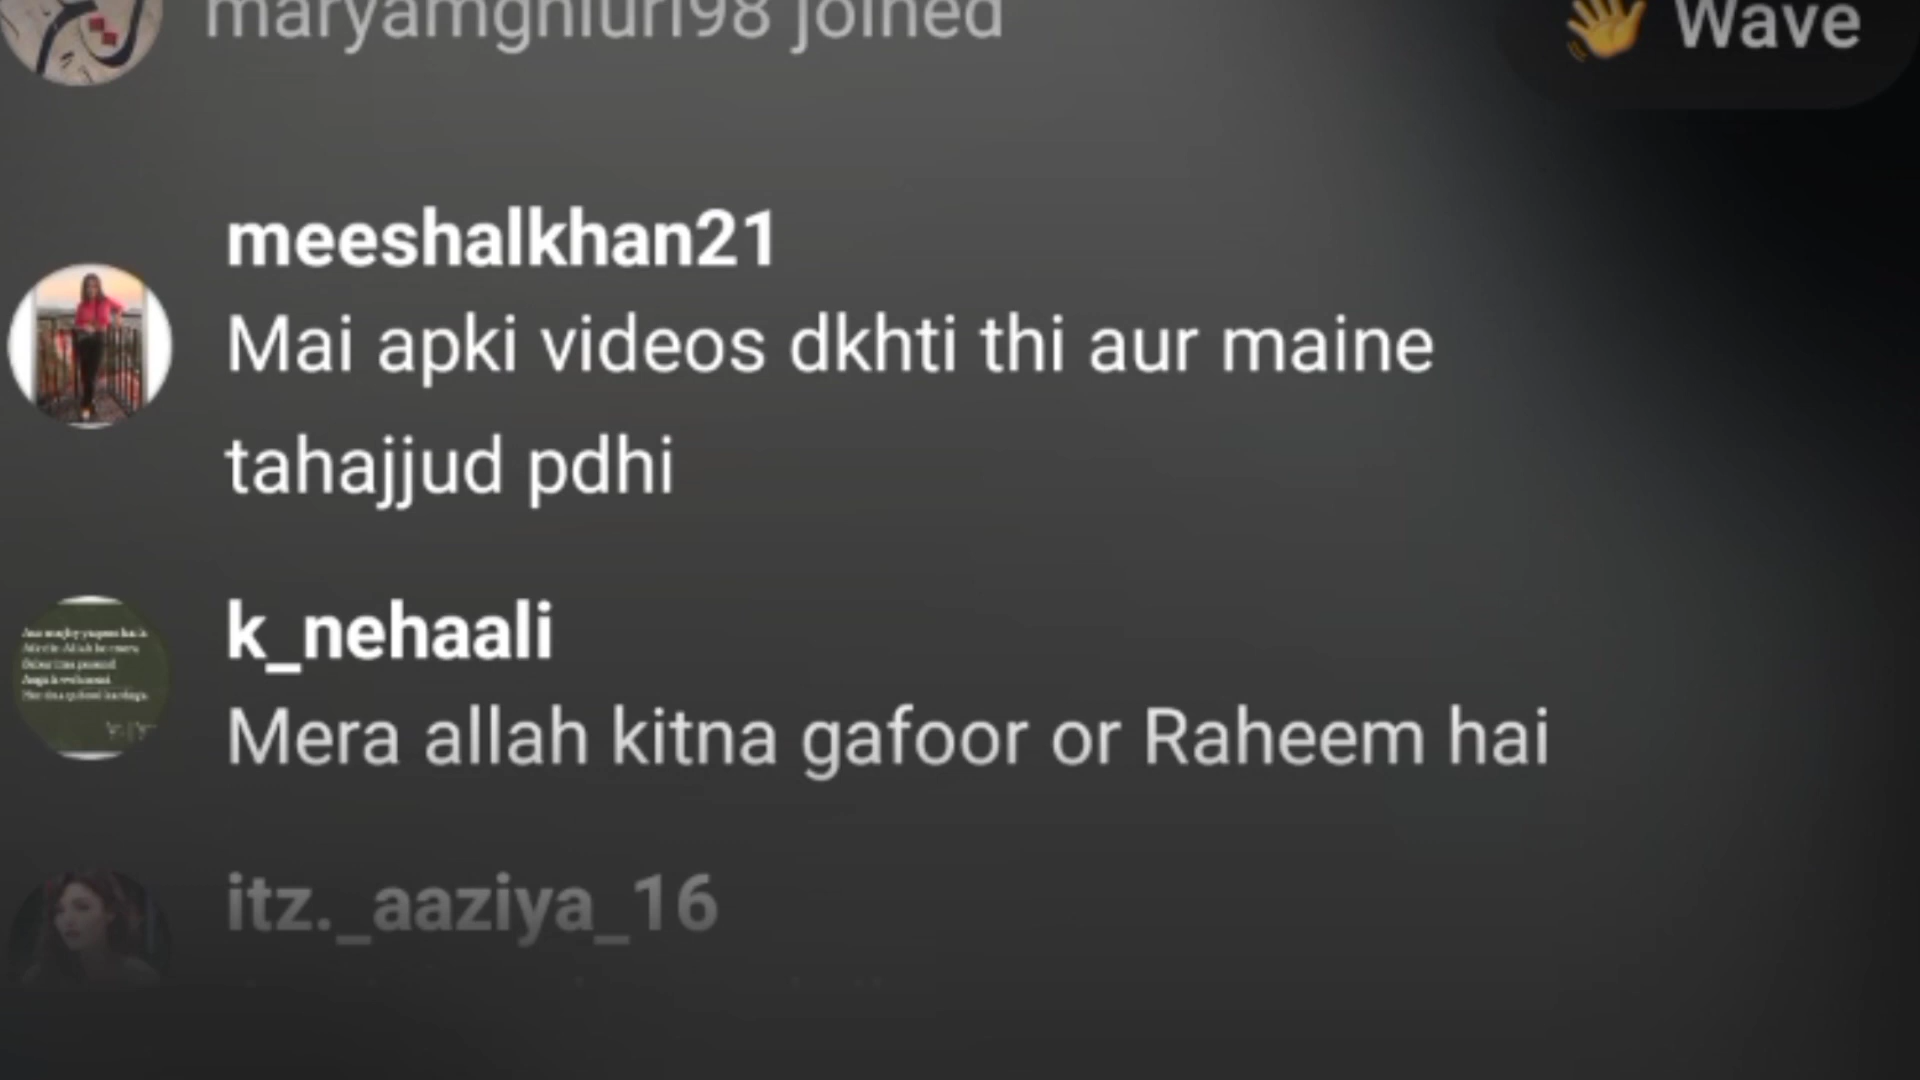 joined
Wave
meeshalkhan21
Mai apki videos dkhti thi aur maine
tahajjud pdhi
k_nehaali
Mera allah kitna gafoor or Raheem hai
itz._aaziya_16